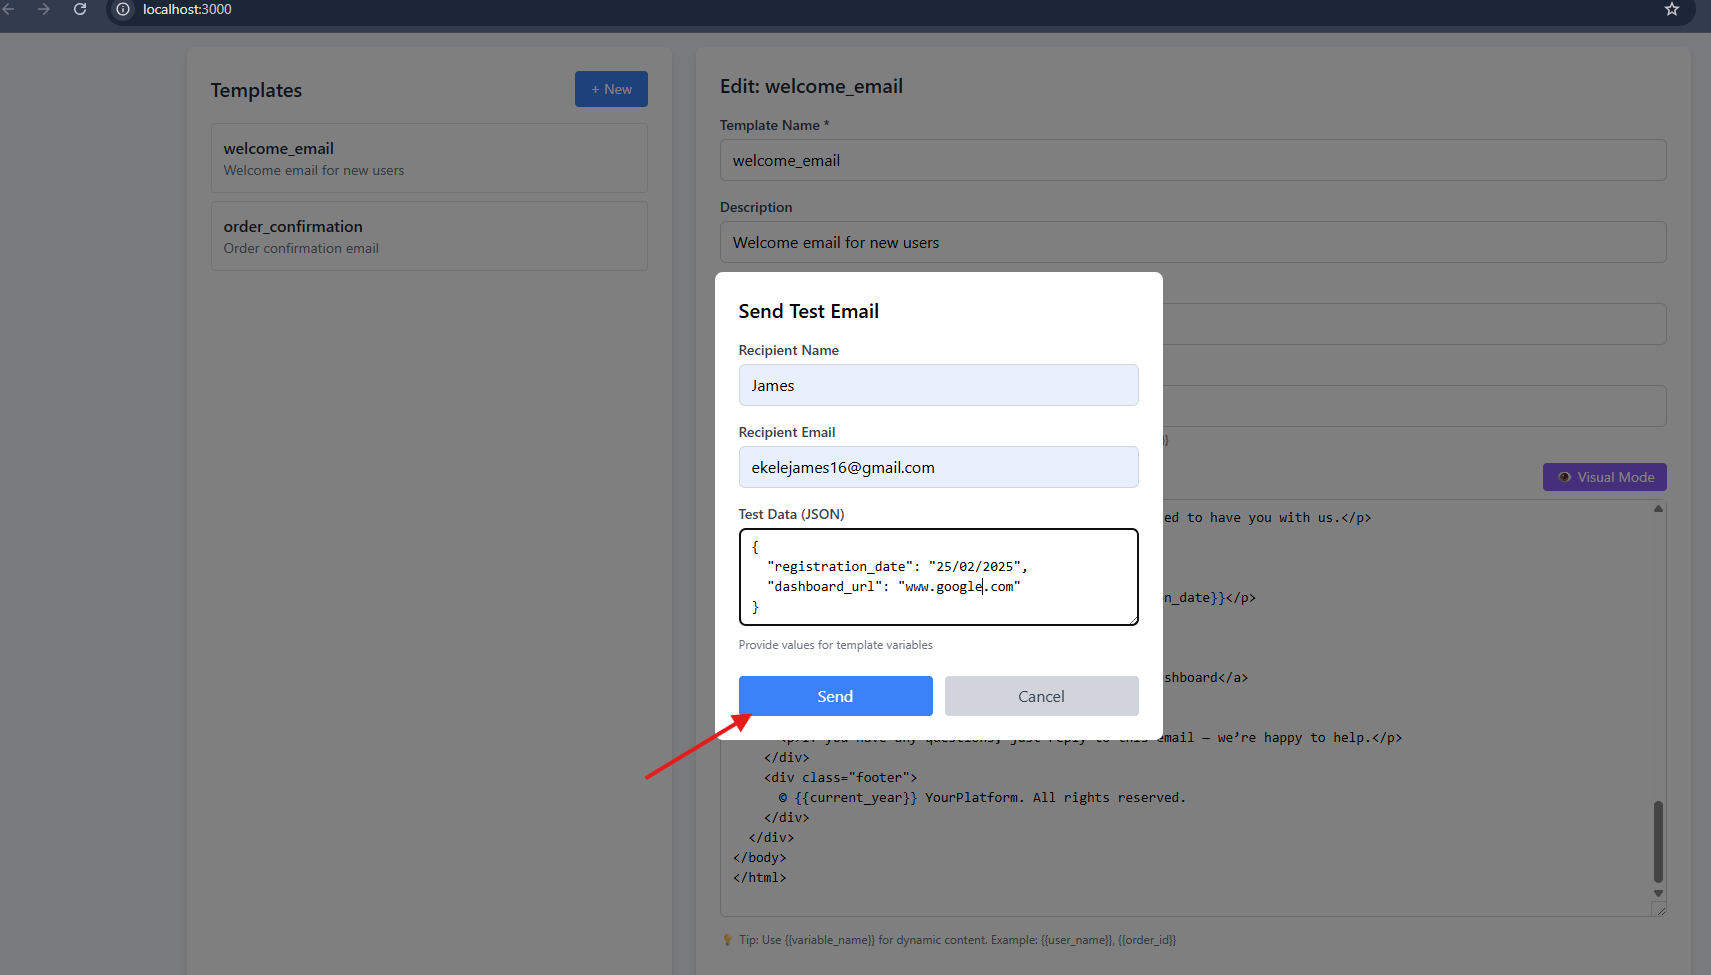 localhost:3000
Templates
+ New
welcome_email
Welcome email for new users
order_confirmation
Order confirmation email
Edit: welcome_email
Template Name *
welcome_email
Description
Welcome email for new users
}}
Visual Mode
ed to have you with us.</p>
n_date}}</p>
shboard</a>
email – we’re happy to help.</p>
</div>
<div class="footer">
© {{current_year}} YourPlatform. All rights reserved.
</div>
</div>
</body>
</html>
Tip: Use {{variable_name}} for dynamic content. Example: {{user_name}}, {{order_id}}
Send Test Email
Recipient Name
James
Recipient Email
ekelejames16@gmail.com
Test Data (JSON)
{
"registration_date": "25/02/2025",
"dashboard_url": "www.google.com"
}
Provide values for template variables
Send
Cancel